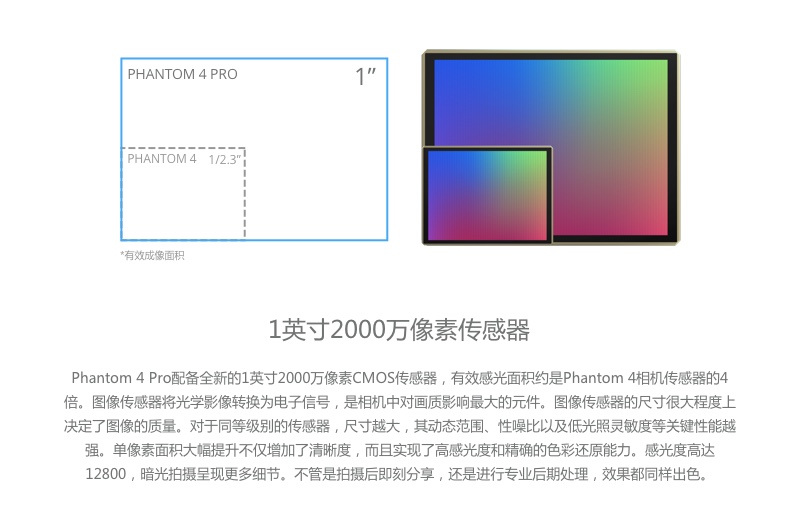 PHANTOM 4 PRO 1”
PHANTOM 4 1/2.3”
*有效成像面积
1英寸2000万像素传感器
Phantom 4 Pro配备全新的1英寸2000万像素CMOS传感器，有效感光面积约是Phantom 4相机传感器的4
倍。图像传感器将光学影像转换为电子信号，是相机中对画质影响最大的元件。图像传感器的尺寸很大程度上
决定了图像的质量。对于同等级别的传感器，尺寸越大，其动态范围、性噪比以及低光照灵敏度等关键性能越
强。单像素面积大幅提升不仅增加了清晰度，而且实现了高感光度和精确的色彩还原能力。感光度高达
12800，暗光拍摄呈现更多细节。不管是拍摄后即刻分享，还是进行专业后期处理，效果都同样出色。